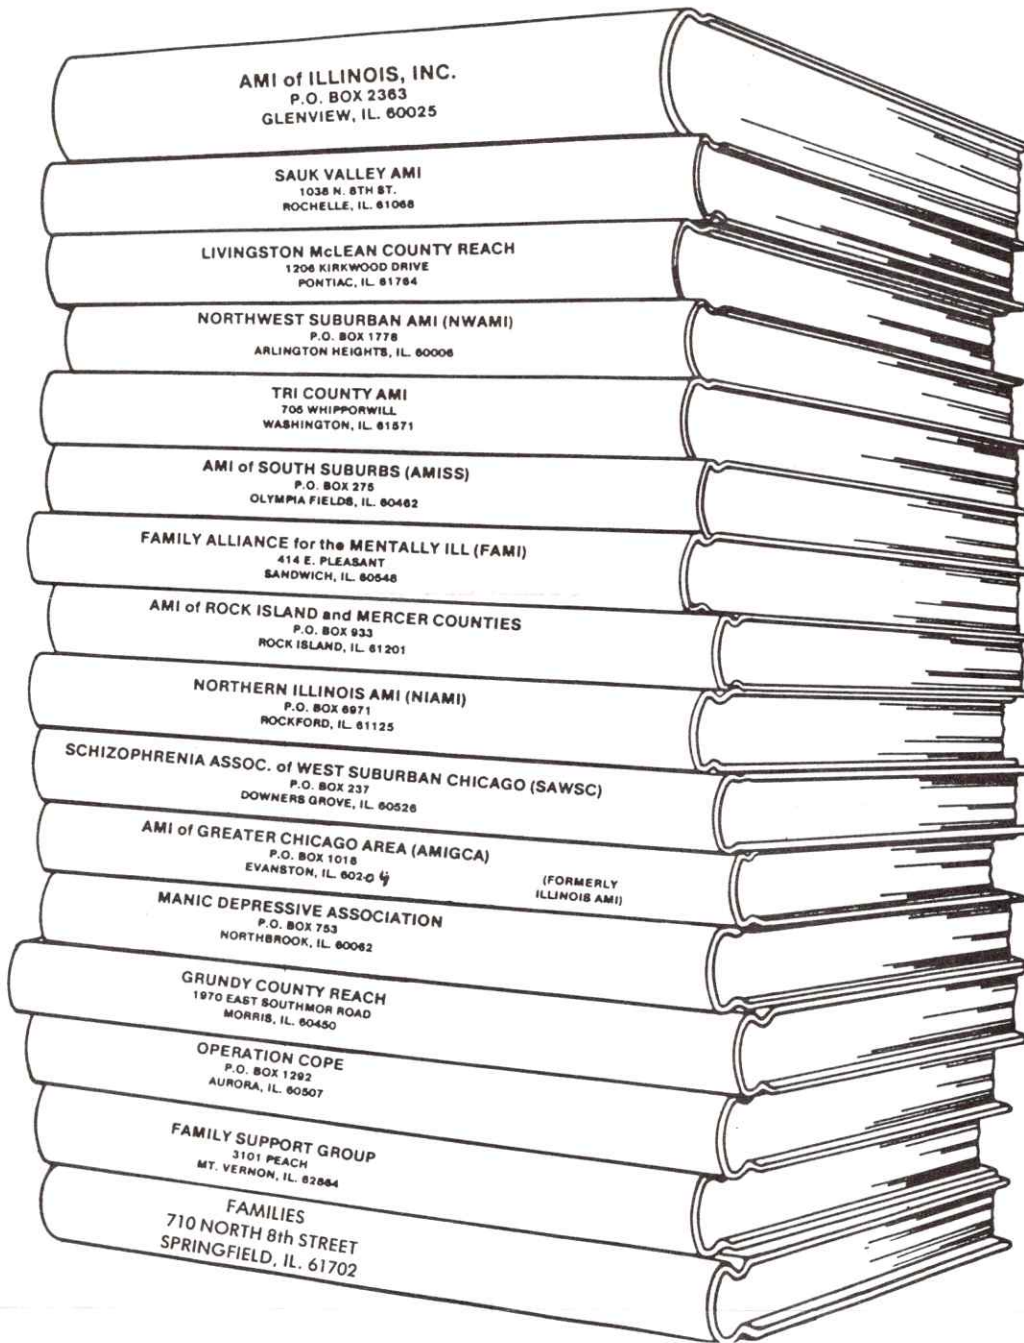 AMI of ILLINOIS, INC.
P.O. BOX 2363
GLENVIEW, IL. 60025
SAUK VALLEY AMI
1038 N. 8TH ST.
ROCHELLE, IL. 61068
LIVINGSTON McLEAN COUNTY REACH
1206 KIRKWOOD DRIVE
PONTIAC, IL. 61764
NORTHWEST SUBURBAN AMI (NWAMI)
P.O. BOX 1778
ARLINGTON HEIGHTS, IL. 60006
TRI COUNTY AMI
705 WHIPPORWILL
WASHINGTON, IL. 61571
AMI of SOUTH SUBURBS (AMISS)
P.O. BOX 275
OLYMPIA FIELDS, IL. 60462
FAMILY ALLIANCE for the MENTALLY ILL (FAMI)
414 E. PLEASANT
SANDWICH, IL. 60548
AMI of ROCK ISLAND and MERCER COUNTIES
P.O. BOX 933
ROCK ISLAND, IL. 61201
NORTHERN ILLINOIS AMI (NIAMI)
P.O. BOX 6971
ROCKFORD, IL. 61125
SCHIZOPHRENIA ASSOC. of WEST SUBURBAN CHICAGO (SAWSC)
P.O. BOX 237
DOWNERS GROVE, IL. 60526
AMI of GREATER CHICAGO AREA (AMIGCA)
P.O. BOX 1016
EVANSTON, IL. 60204
(FORMERLY
ILLINOIS AMI)
MANIC DEPRESSIVE ASSOCIATION
P.O. BOX 753
NORTHBROOK, IL. 60062
GRUNDY COUNTY REACH
1970 EAST SOUTHMOR ROAD
MORRIS, IL. 60450
OPERATION COPE
P.O. BOX 1292
AURORA, IL. 60507
FAMILY SUPPORT GROUP
3101 PEACH
MT. VERNON, IL. 62864
FAMILIES
710 NORTH 8th STREET
SPRINGFIELD, IL. 61702